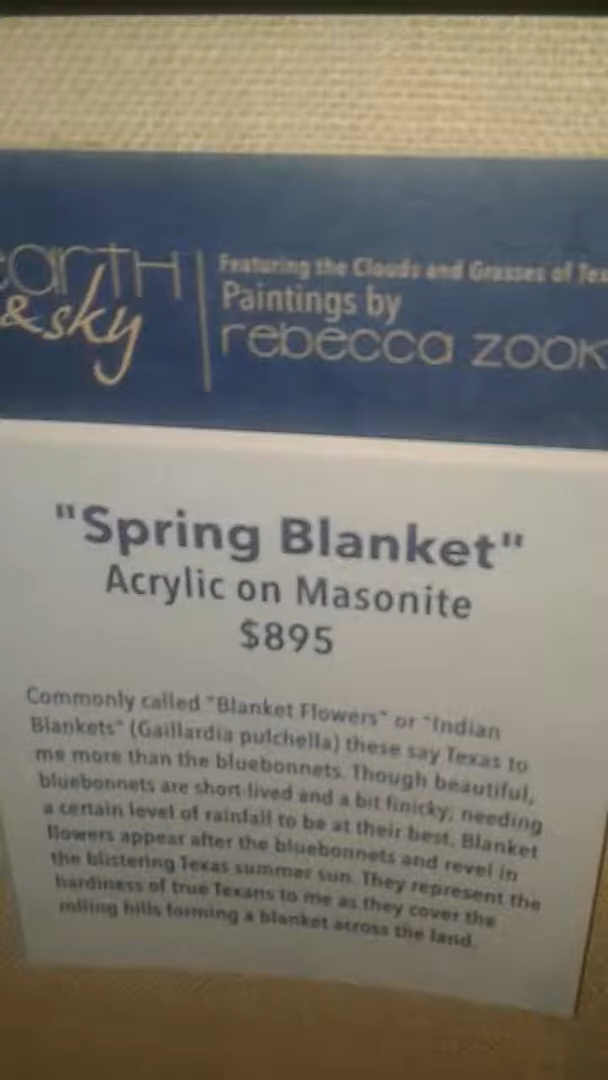 earth
&sky
Featuring the Clouds and Grasses of Tex
Paintings by
rebecca zook
"Spring Blanket"
Acrylic on Masonite
$895
Commonly called "Blanket Flowers" or "Indian
Blankets" (Gaillardia pulchella) these say Texas to
me more than the bluebonnets. Though beautiful,
bluebonnets are short-lived and a bit finicky, needing
a certain level of rainfall to be at their best. Blanket
flowers appear after the bluebonnets and revel in
the blistering Texas summer sun. They represent the
hardiness of true Texans to me as they cover the
rolling hills forming a blanket across the land.